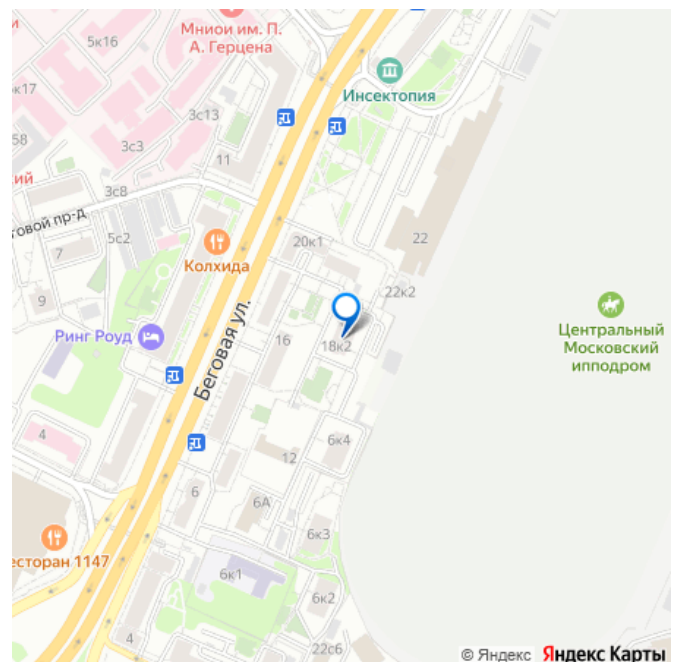 5к16
Мниои им. П.
А. Герцена
к17
Инсектопия
3с13
58
3с3
11
ий
3с8
говой пр-д
5с2
20к1
22
7
Колхида
22к2
9
Беговая ул.
Ринг Роуд
16
18к2
Центральный
Московский
ипподром
4
6к4
12
6
6А
есторан 1147
6к3
6к1
6к2
4
22с6
© Яндекс Яндекс Карты